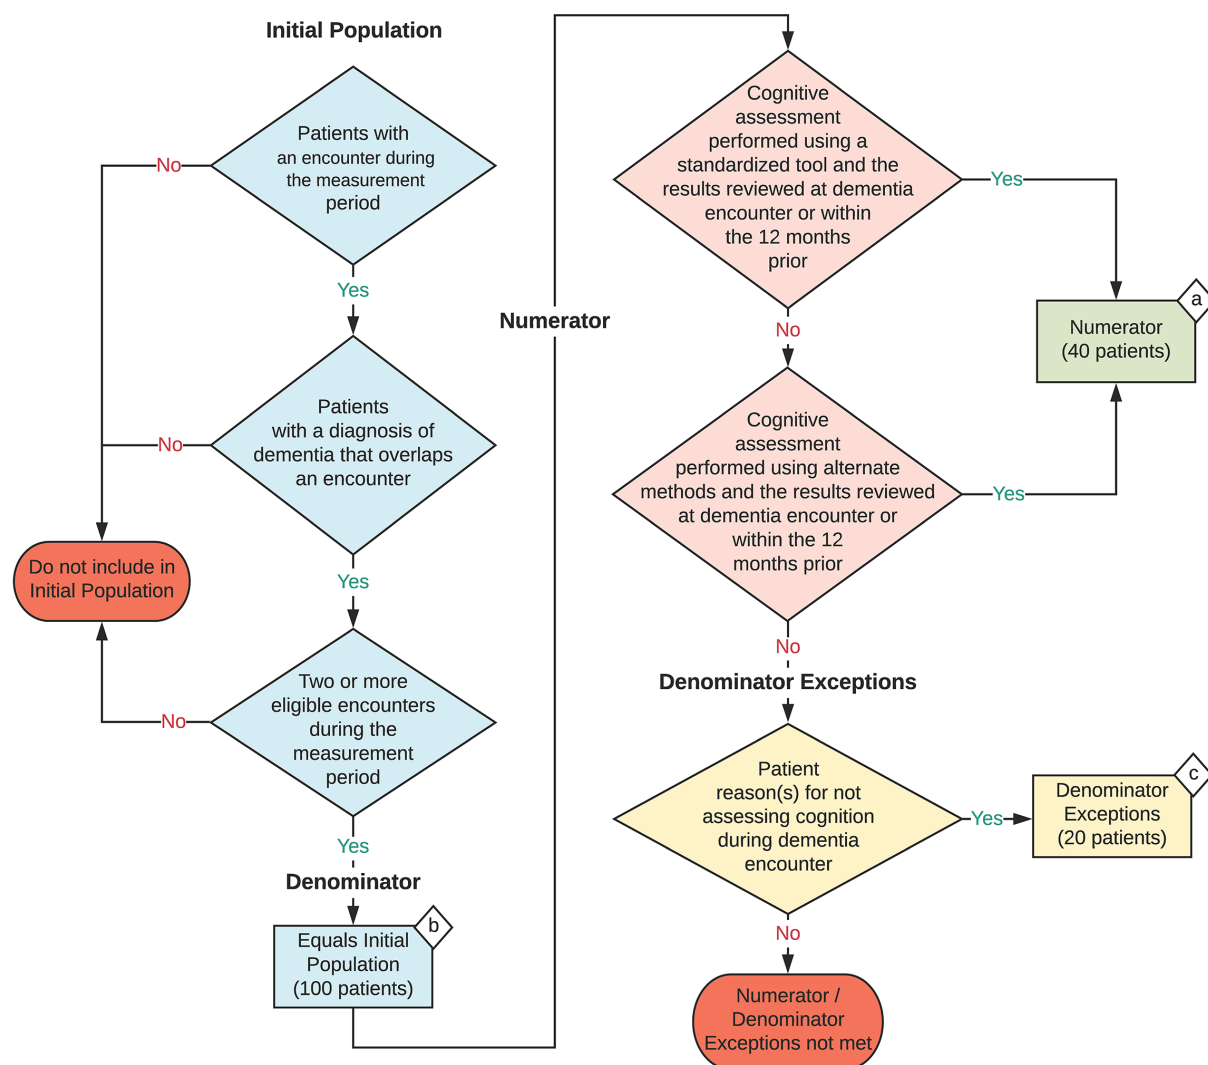 Initial Population
Patients with
an encounter during
the measurement
period
No
Yes
Patients
with a diagnosis of
dementia that overlaps
an encounter
No
Do not include in
Initial Population
Yes
Two or more
eligible encounters
during the
measurement
period
No
Yes
Denominator
b
Equals Initial
Population
(100 patients)
Numerator
Cognitive
assessment
performed using a
standardized tool and the
results reviewed at dementia
encounter or within
the 12 months
prior
Yes
a
Numerator
(40 patients)
No
Cognitive
assessment
performed using alternate
methods and the results reviewed
at dementia encounter or
within the 12
months prior
Yes
No
Denominator Exceptions
Patient
reason(s) for not
assessing cognition
during dementia
encounter
Yes
c
Denominator
Exceptions
(20 patients)
No
Numerator /
Denominator
Exceptions not met